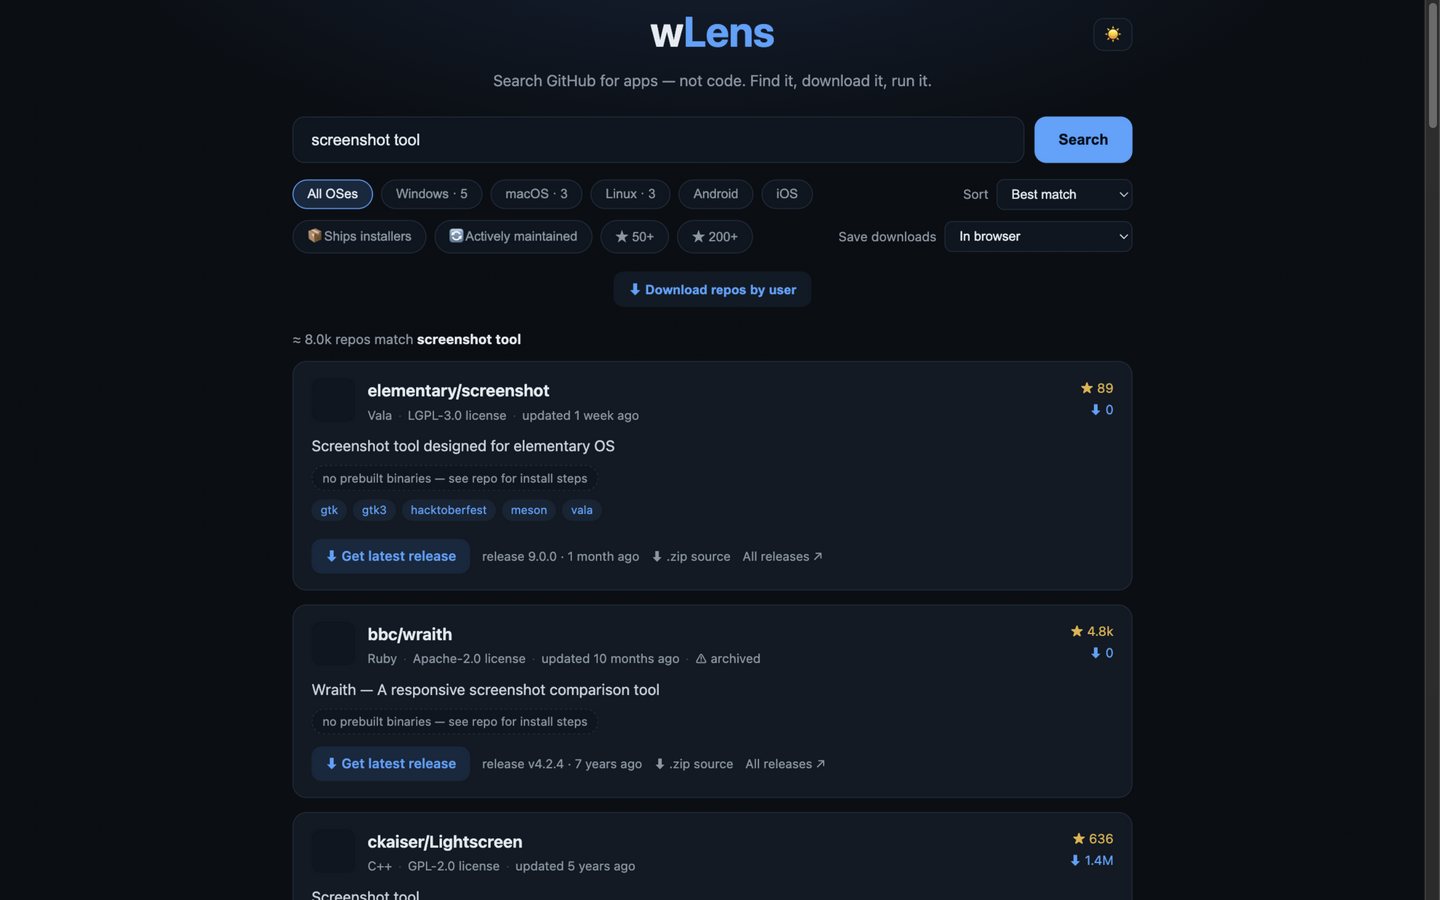 wLens
Search GitHub for apps — not code. Find it, download it, run it.
screenshot tool
Search
All OSes
Windows · 5
macOS · 3
Linux · 3
Android
iOS
Sort
Best match
📦Ships installers
🔄Actively maintained
★ 50+
★ 200+
Save downloads
In browser
⬇ Download repos by user
≈ 8.0k repos match screenshot tool
elementary/screenshot
★ 89
Vala · LGPL-3.0 license · updated 1 week ago
⬇ 0
Screenshot tool designed for elementary OS
no prebuilt binaries — see repo for install steps
gtk
gtk3
hacktoberfest
meson
vala
⬇ Get latest release
release 9.0.0 · 1 month ago
⬇ .zip source
All releases ↗
bbc/wraith
★ 4.8k
Ruby · Apache-2.0 license · updated 10 months ago · ⚠ archived
⬇ 0
Wraith — A responsive screenshot comparison tool
no prebuilt binaries — see repo for install steps
⬇ Get latest release
release v4.2.4 · 7 years ago
⬇ .zip source
All releases ↗
ckaiser/Lightscreen
★ 636
C++ · GPL-2.0 license · updated 5 years ago
⬇ 1.4M
Screenshot tool